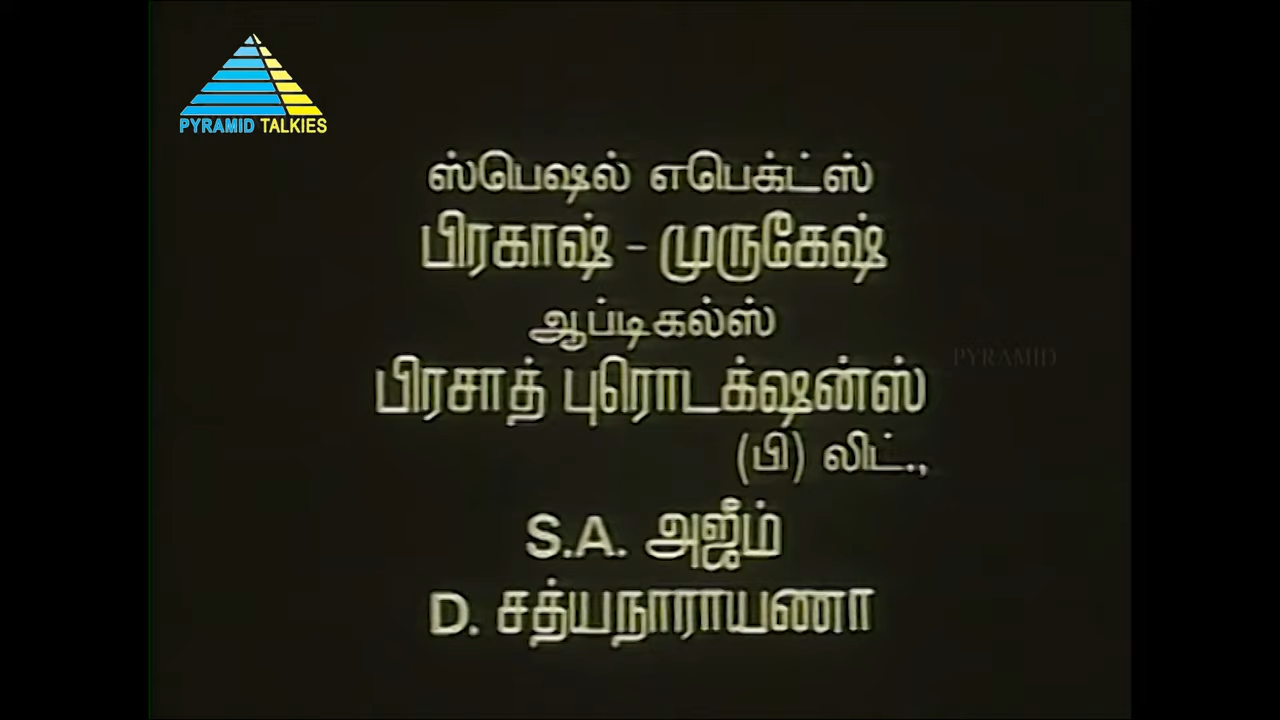 PYRAMID TALKIES
ஸ்பெஷல் எபெக்ட்ஸ்
பிரகாஷ் - முருகேஷ்
ஆப்டிகல்ஸ்
பிரசாத் புரொடக்ஷன்ஸ்
(பி) லிட்.,
PYRAMID
S.A. அஜீம்
D. சத்யநாராயணா